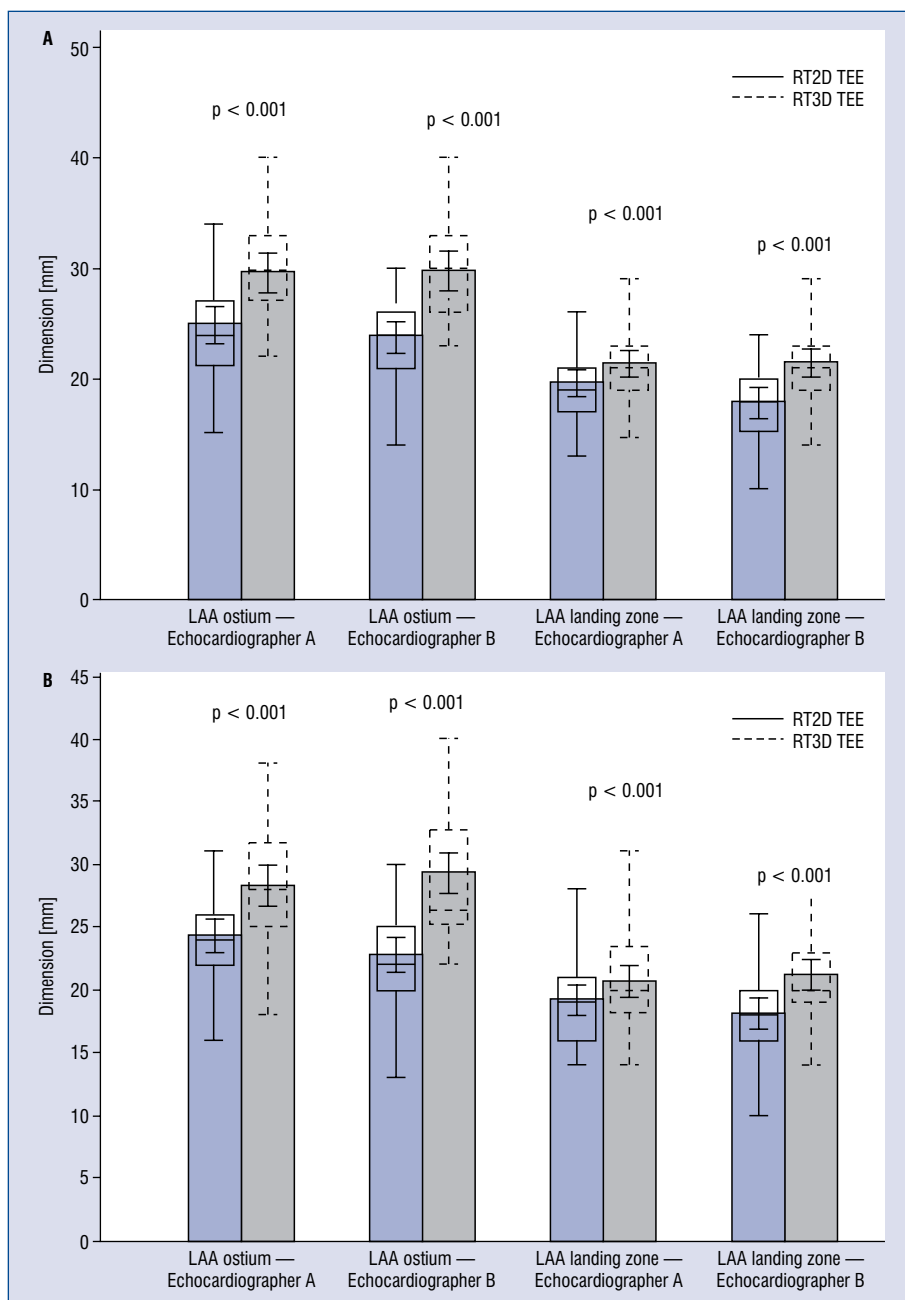 A
50
40
30
20
10
0
Dimension [mm]
RT2D TEE
RT3D TEE
p < 0.001
p < 0.001
p < 0.001
p < 0.001
LAA ostium —
Echocardiographer A
LAA ostium —
Echocardiographer B
LAA landing zone —
Echocardiographer A
LAA landing zone —
Echocardiographer B
B
45
40
35
30
25
20
15
10
5
0
Dimension [mm]
RT2D TEE
RT3D TEE
p < 0.001
p < 0.001
p < 0.001
p < 0.001
LAA ostium —
Echocardiographer A
LAA ostium —
Echocardiographer B
LAA landing zone —
Echocardiographer A
LAA landing zone —
Echocardiographer B